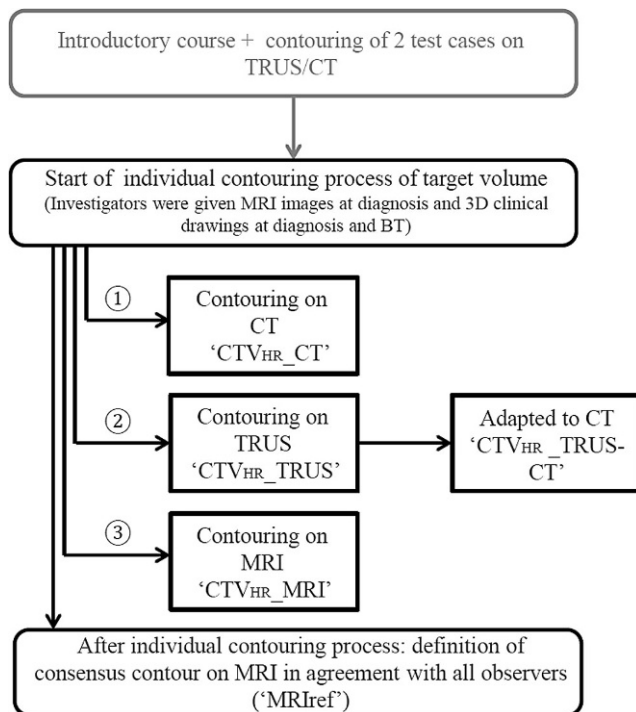 Introductory course + contouring of 2 test cases on
TRUS/CT
Start of individual contouring process of target volume
(Investigators were given MRI images at diagnosis and 3D clinical
drawings at diagnosis and BT)
①
Contouring on
CT
‘CTVHR_CT’
②
Contouring on
TRUS
‘CTVHR_TRUS’
Adapted to CT
‘CTVHR_TRUS-
CT’
③
Contouring on
MRI
‘CTVHR_MRI’
After individual contouring process: definition of
consensus contour on MRI in agreement with all observers
(‘MRIref’)